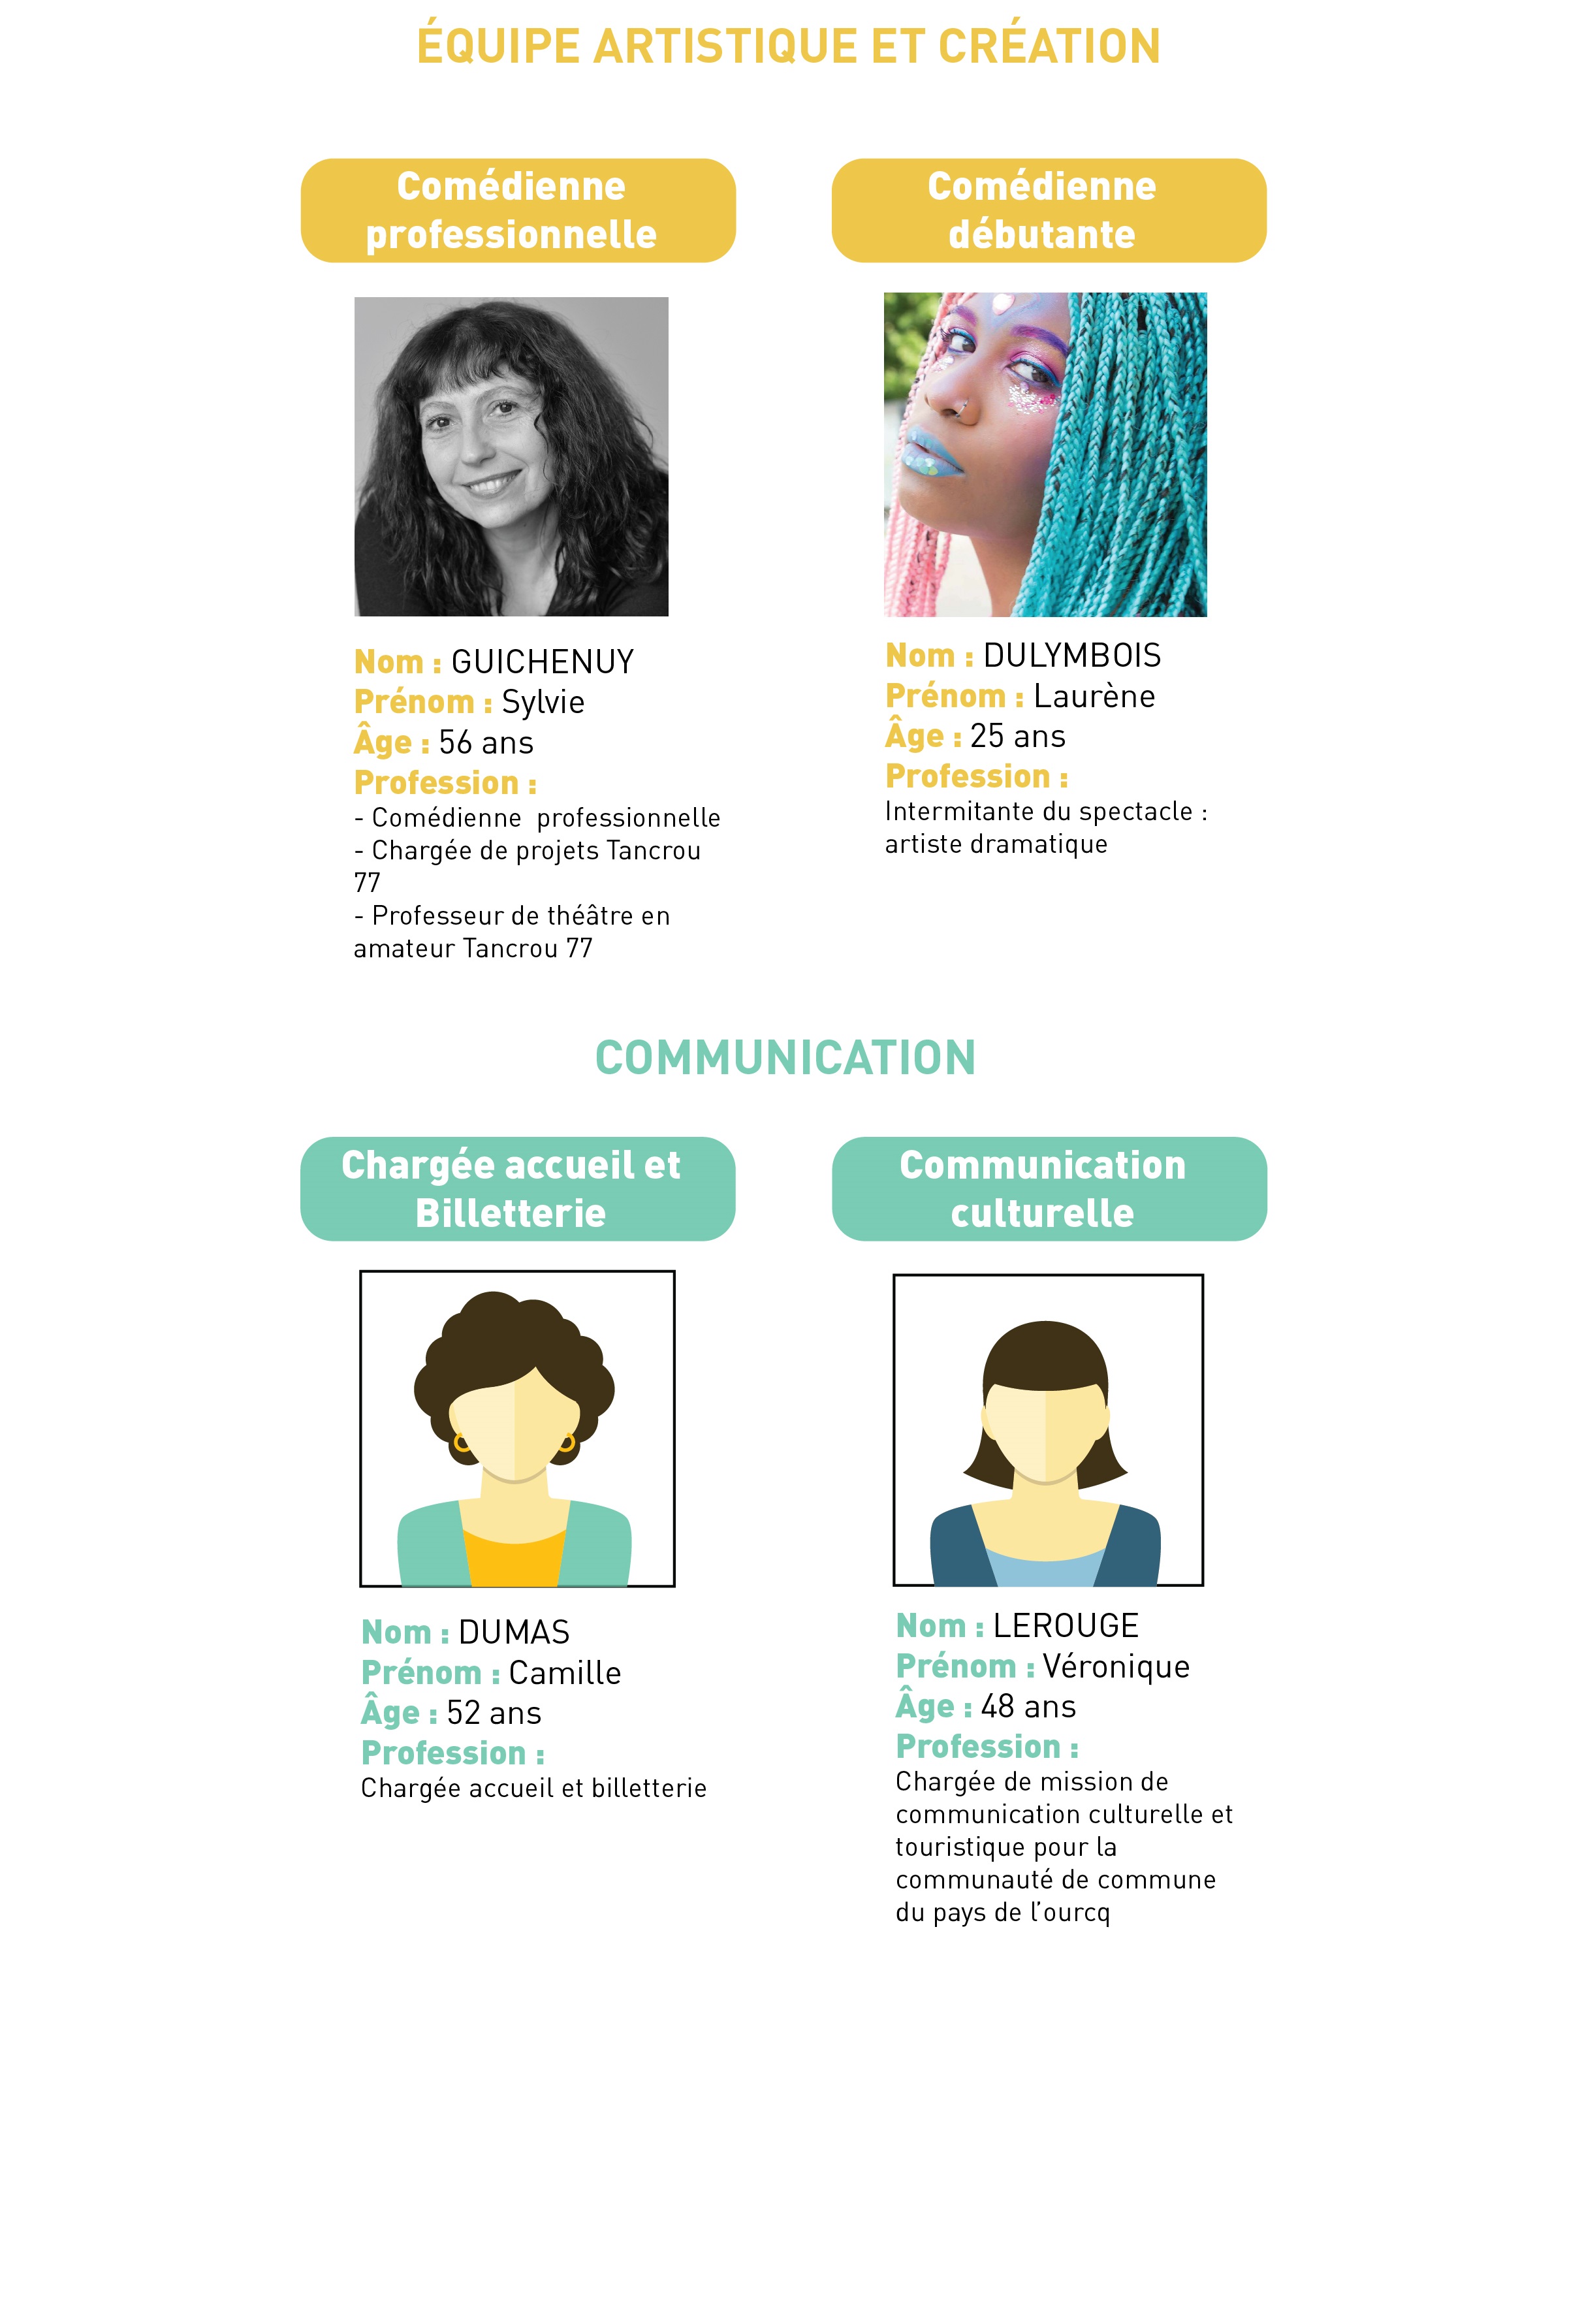 ÉQUIPE ARTISTIQUE ET CRÉATION
Comédienne
professionnelle
Nom : GUICHENUY
Prénom : Sylvie
Âge : 56 ans
Profession :
- Comédienne  professionnelle
- Chargée de projets Tancrou
77
- Professeur de théâtre en
amateur Tancrou 77
Comédienne
débutante
Nom : DULYMBOIS
Prénom : Laurène
Âge : 25 ans
Profession :
Intermitante du spectacle :
artiste dramatique
COMMUNICATION
Chargée accueil et
Billetterie
Nom : DUMAS
Prénom : Camille
Âge : 52 ans
Profession :
Chargée accueil et billetterie
Communication
culturelle
Nom : LEROUGE
Prénom : Véronique
Âge : 48 ans
Profession :
Chargée de mission de
communication culturelle et
touristique pour la
communauté de commune
du pays de l’ourcq